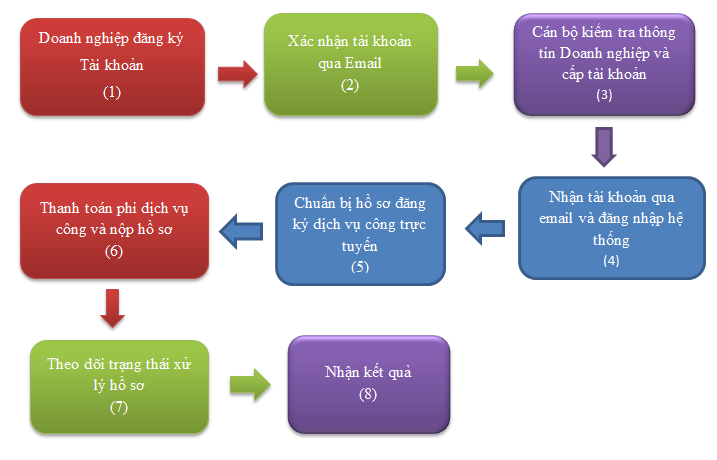 Doanh nghiệp đăng ký
Tài khoản
(1)
Xác nhận tài khoản
qua Email
(2)
Cán bộ kiểm tra thông
tin Doanh nghiệp và
cấp tài khoản
(3)
Nhận tài khoản qua
email và đăng nhập hệ
thống
(4)
Chuẩn bị hồ sơ đăng
ký dịch vụ công trực
tuyến
(5)
Thanh toán phí dịch vụ
công và nộp hồ sơ
(6)
Theo dõi trạng thái xử
lý hồ sơ
(7)
Nhận kết quả
(8)